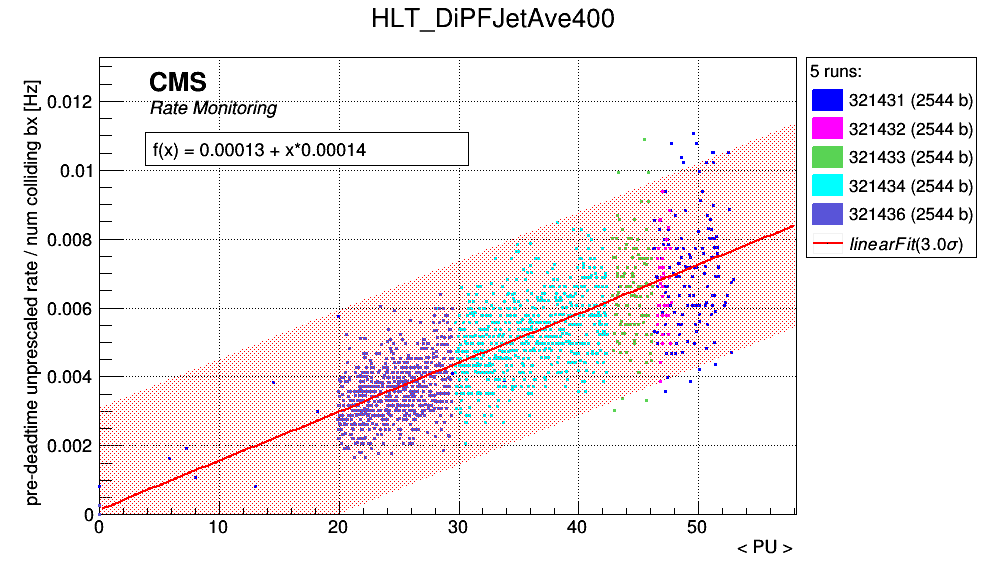 HLT_DiPFJetAve400
CMS
Rate Monitoring
f(x) = 0.00013 + x*0.00014
pre-deadtime unprescaled rate / num colliding bx [Hz]
0.012
0.01
0.008
0.006
0.004
0.002
0
0 10 20 30 40 50
< PU >
5 runs:
321431 (2544 b)
321432 (2544 b)
321433 (2544 b)
321434 (2544 b)
321436 (2544 b)
linearFit(3.0σ)